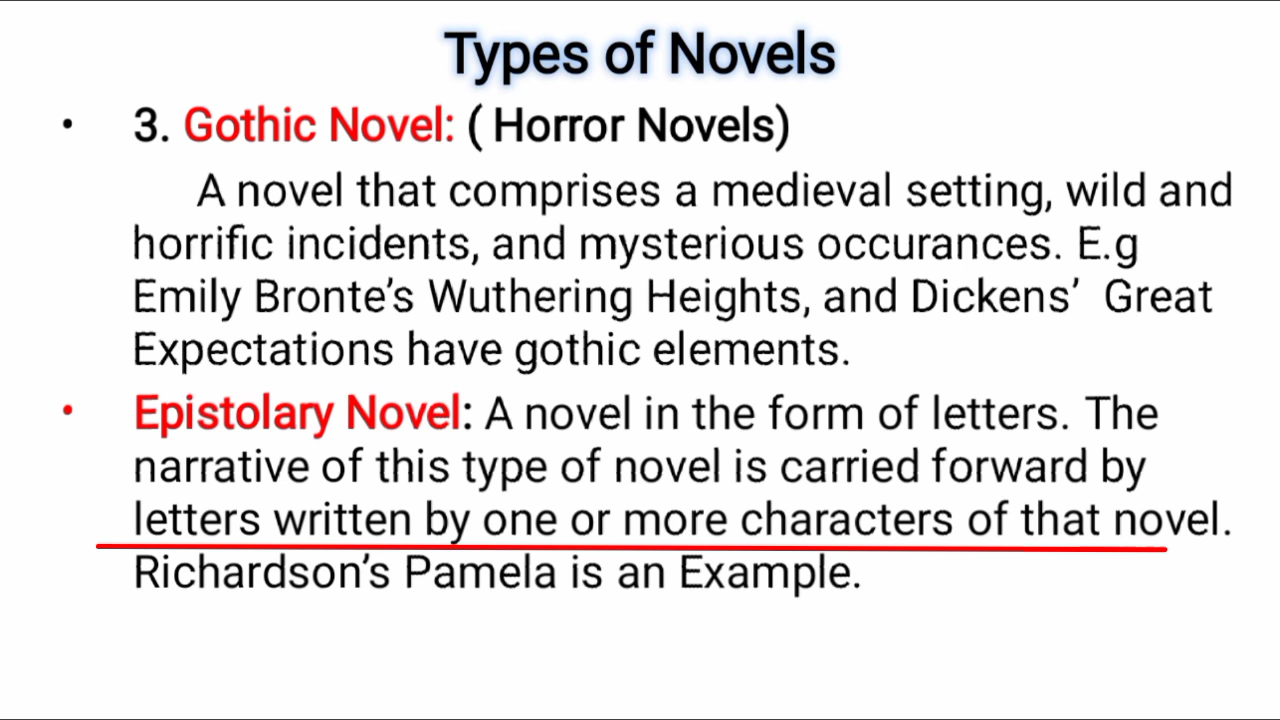 Types of Novels
• 3. Gothic Novel: ( Horror Novels)
A novel that comprises a medieval setting, wild and
horrific incidents, and mysterious occurances. E.g
Emily Bronte’s Wuthering Heights, and Dickens’ Great
Expectations have gothic elements.
• Epistolary Novel: A novel in the form of letters. The
narrative of this type of novel is carried forward by
letters written by one or more characters of that novel.
Richardson’s Pamela is an Example.